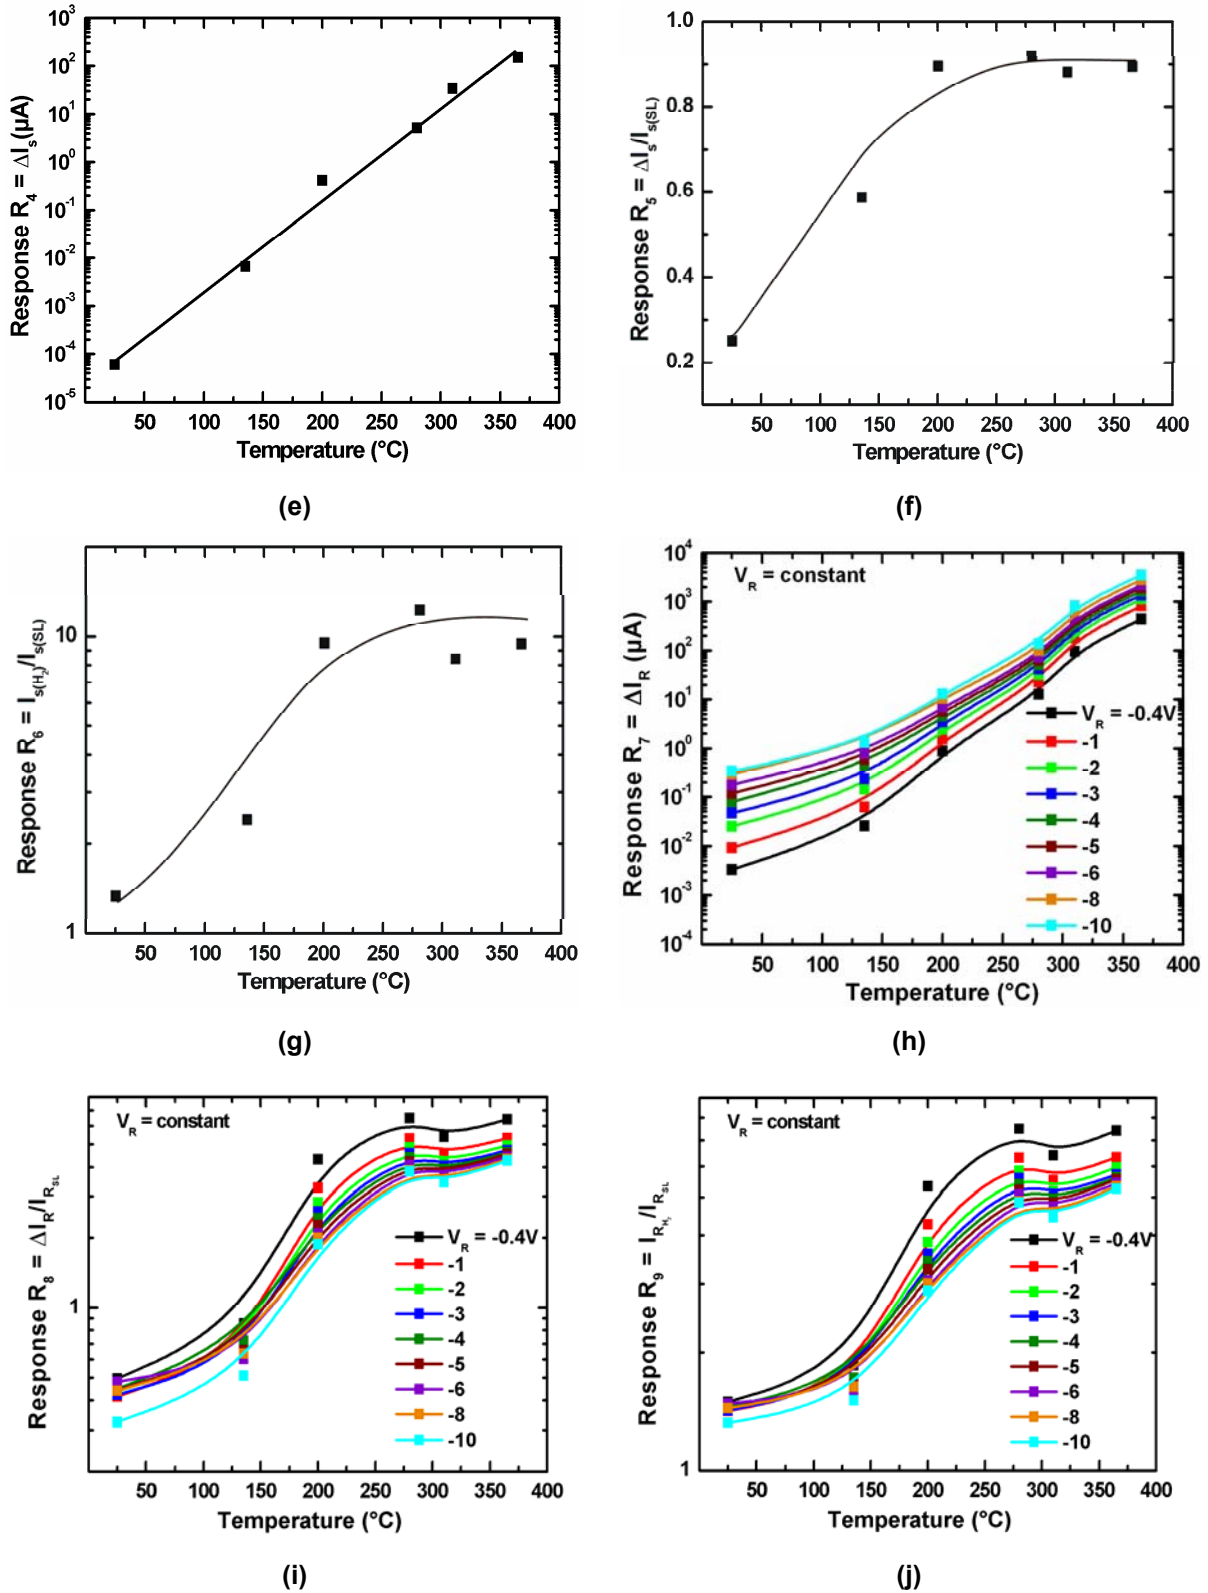 10³
10²
10¹
10⁰
10⁻¹
10⁻²
10⁻³
10⁻⁴
10⁻⁵
Response R₄ = ΔIₛ(µA)
50 100 150 200 250 300 350 400
Temperature (°C)
(e)
1.0
0.8
0.6
0.4
0.2
Response R₅ = ΔIₛ/Iₛ(SL)
50 100 150 200 250 300 350 400
Temperature (°C)
(f)
10
1
Response R₆ = Iₛ(H₂)/Iₛ(SL)
50 100 150 200 250 300 350 400
Temperature (°C)
(g)
V_R = constant
10⁴
10³
10²
10¹
10⁰
10⁻¹
10⁻²
10⁻³
10⁻⁴
Response R₇ = ΔI_R (µA)
V_R = -0.4V
-1
-2
-3
-4
-5
-6
-8
-10
50 100 150 200 250 300 350 400
Temperature (°C)
(h)
V_R = constant
1
Response R₈ = ΔI_R/I_R_SL
V_R = -0.4V
-1
-2
-3
-4
-5
-6
-8
-10
50 100 150 200 250 300 350 400
Temperature (°C)
(i)
V_R = constant
1
Response R₉ = I_R_H₂/I_R_SL
V_R = -0.4V
-1
-2
-3
-4
-5
-6
-8
-10
50 100 150 200 250 300 350 400
Temperature (°C)
(j)